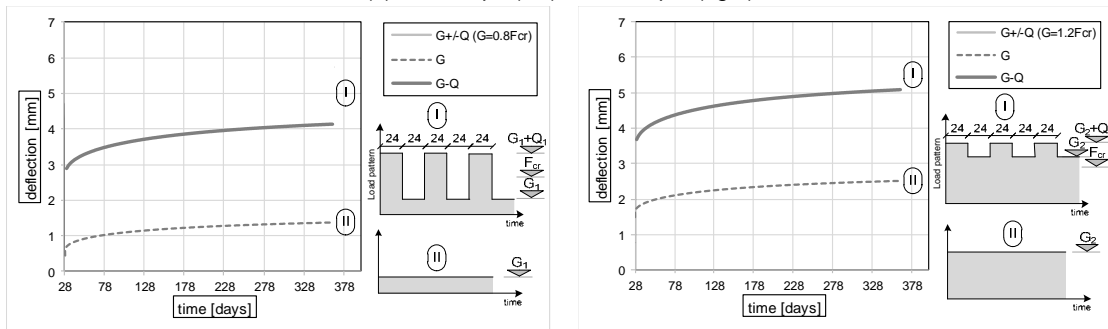 7
6
5
4
3
2
1
0
28 78 128 178 228 278 328 378
deflection [mm]
time [days]
I
II
G+/-Q (G=0.8Fcr)
G
G-Q
I
24 24 24 24 24
G1+Q1
Fcr
G1
Load pattern
time
II
G1
time
7
6
5
4
3
2
1
0
28 78 128 178 228 278 328 378
deflection [mm]
time [days]
I
II
G+/-Q (G=1.2Fcr)
G
G-Q
I
24 24 24 24 24
G2+Q
G2
Fcr
Load pattern
time
II
G2
time